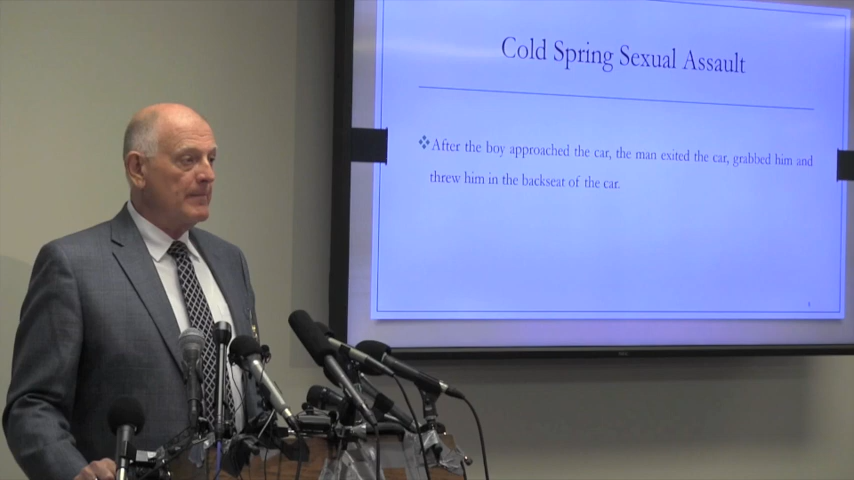 Cold Spring Sexual Assault
After the boy approached the car, the man exited the car, grabbed him and
threw him in the backseat of the car.